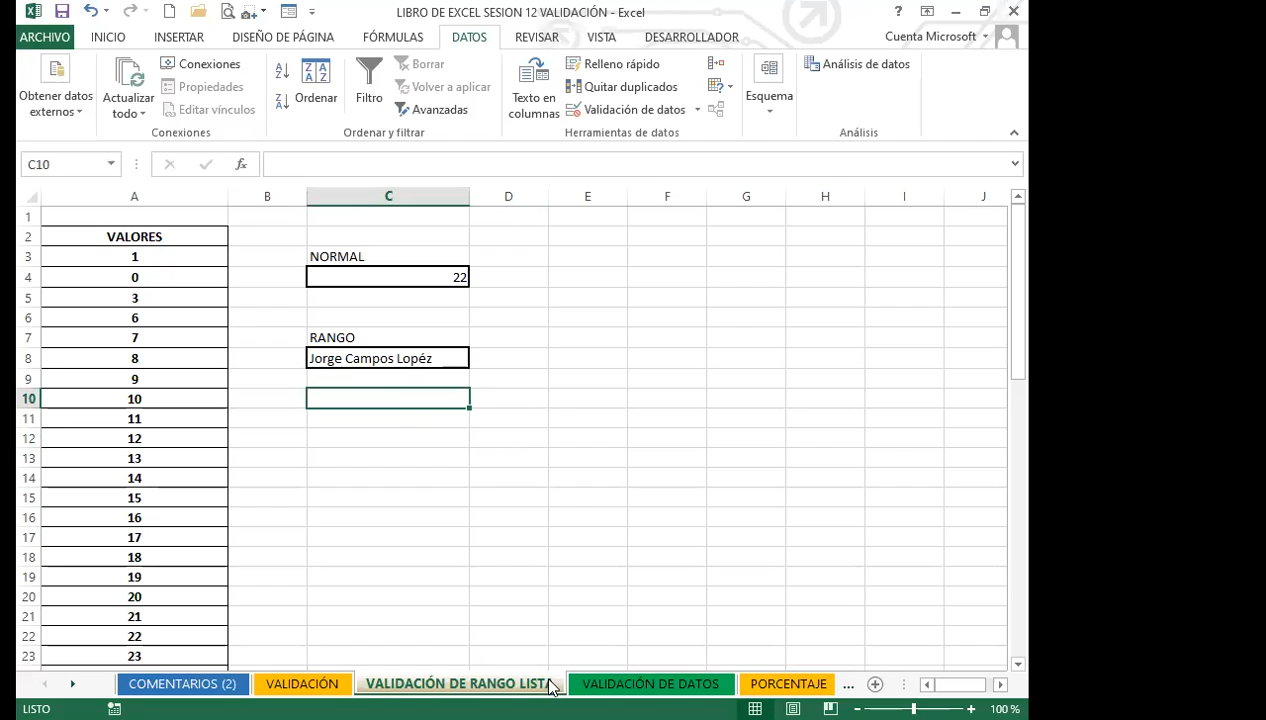 LIBRO DE EXCEL SESION 12 VALIDACIÓN - Excel
?
ARCHIVO INICIO INSERTAR DISEÑO DE PÁGINA FÓRMULAS DATOS REVISAR VISTA DESARROLLADOR Cuenta Microsoft
Obtener datos externos
Actualizar todo
Conexiones
Propiedades
Editar vínculos
Conexiones
Ordenar
Filtro
Borrar
Volver a aplicar
Avanzadas
Ordenar y filtrar
Texto en columnas
Relleno rápido
Quitar duplicados
Validación de datos
Herramientas de datos
Esquema
Análisis de datos
Análisis
C10 fx
A B C D E F G H I J
1
2 VALORES
3 1 NORMAL
4 0 22
5 3
6 6
7 7 RANGO
8 8 Jorge Campos Lopéz
9 9
10 10
11 11
12 12
13 13
14 14
15 15
16 16
17 17
18 18
19 19
20 20
21 21
22 22
23 23
COMENTARIOS (2) VALIDACIÓN VALIDACIÓN DE RANGO LISTA VALIDACIÓN DE DATOS PORCENTAJE ...
LISTO 100 %